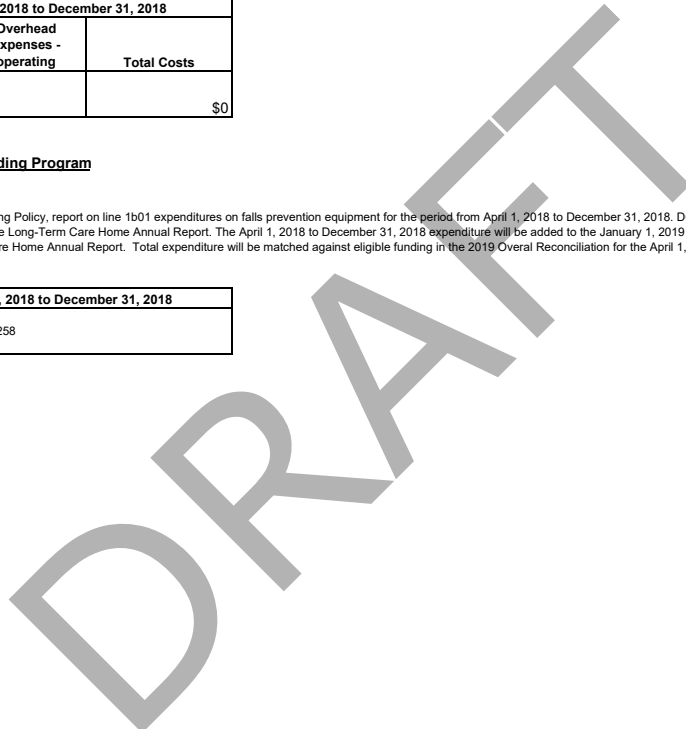 2018 to December 31, 2018
Overhead
xpenses -
operating
Total Costs
$0
ding Program
ng Policy, report on line 1b01 expenditures on falls prevention equipment for the period from April 1, 2018 to December 31, 2018. D
e Long-Term Care Home Annual Report. The April 1, 2018 to December 31, 2018 expenditure will be added to the January 1, 2019
re Home Annual Report. Total expenditure will be matched against eligible funding in the 2019 Overal Reconciliation for the April 1,
, 2018 to December 31, 2018
258
DRAFT